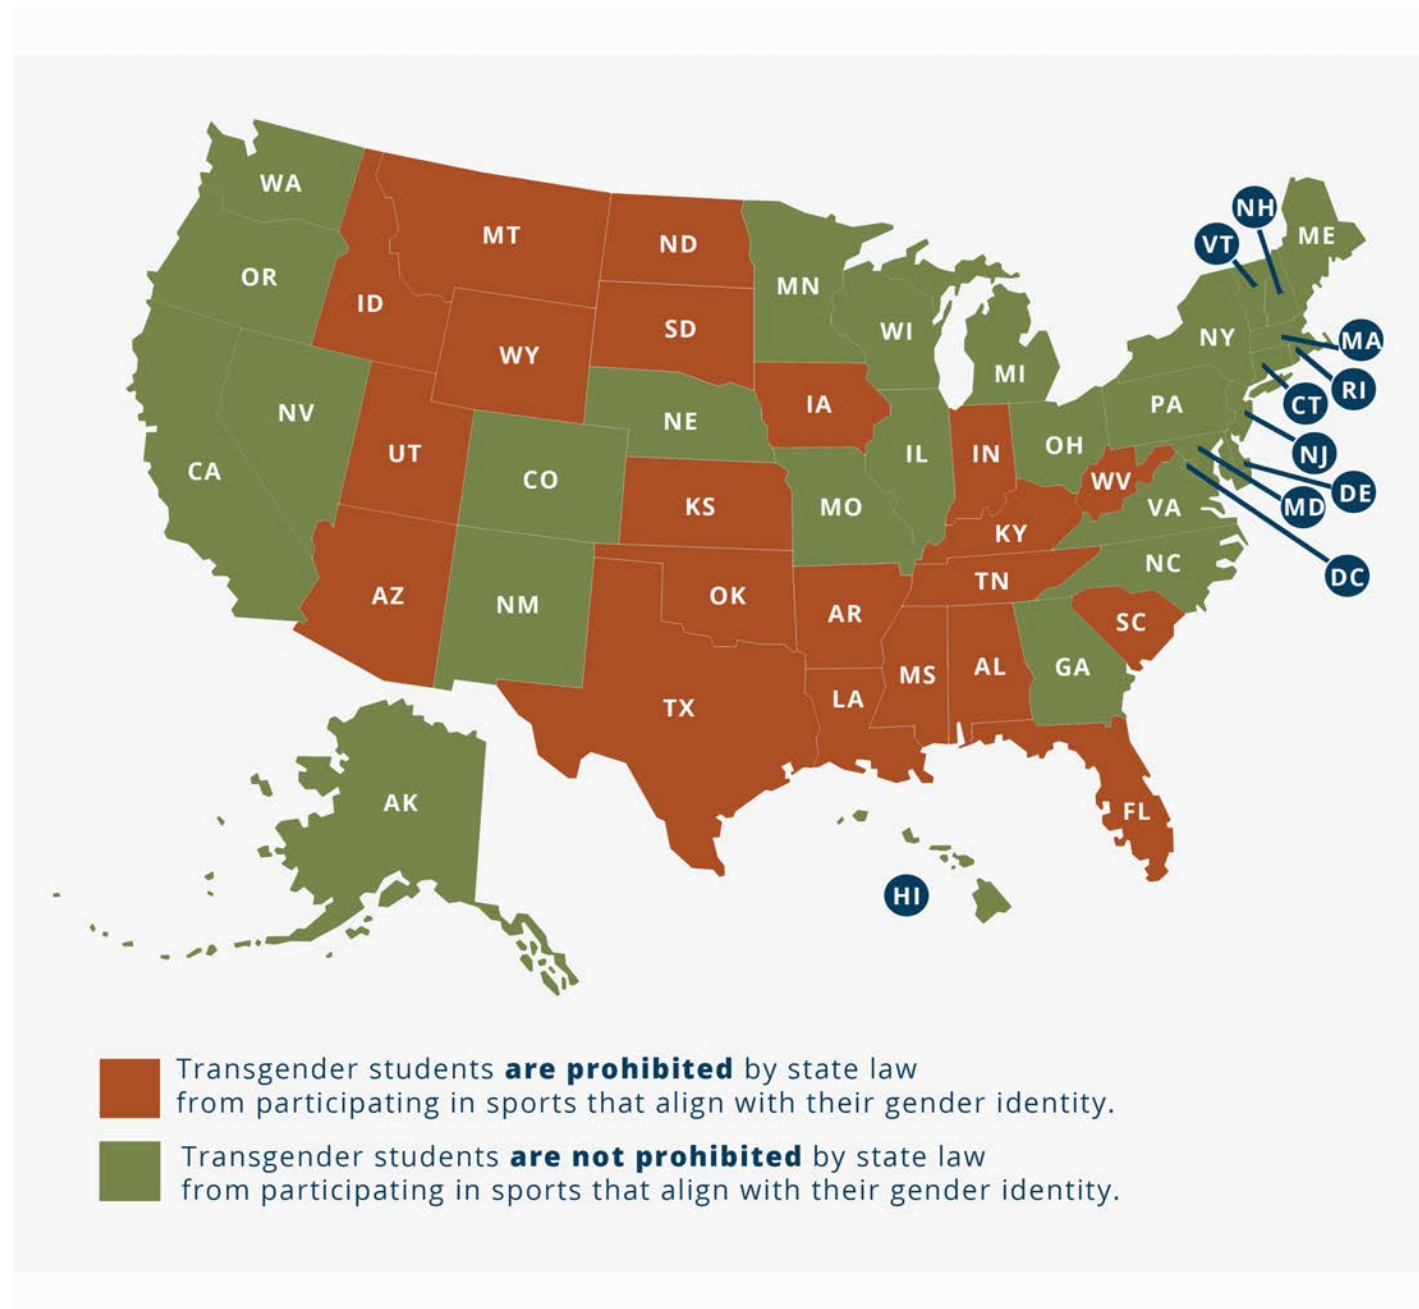 WA
MT
ND
MN
VT
NH
ME
OR
ID
SD
WI
WY
MI
NY
MA
RI
NV
NE
IA
PA
CT
CA
UT
CO
KS
MO
IL
IN
OH
WV
VA
NJ
DE
MD
KY
NC
DC
AZ
NM
OK
AR
TN
SC
TX
LA
MS
AL
GA
AK
FL
HI
Transgender students are prohibited by state law
from participating in sports that align with their gender identity.
Transgender students are not prohibited by state law
from participating in sports that align with their gender identity.